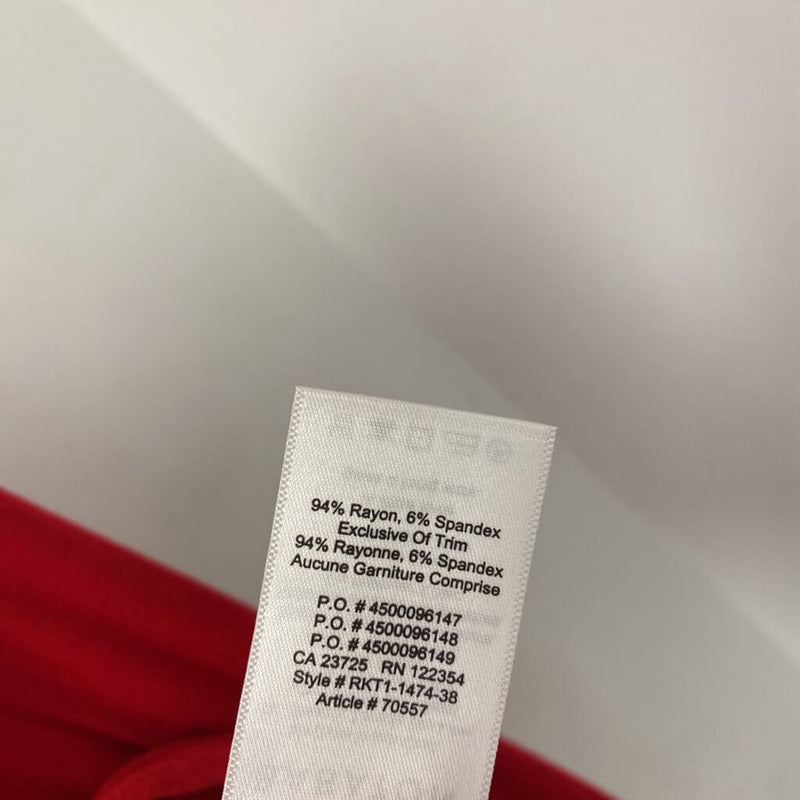 94% Rayon, 6% Spandex
Exclusive Of Trim
94% Rayonne, 6% Spandex
Aucune Garniture Comprise
P.O. # 4500096147
P.O. # 4500096148
P.O. # 4500096149
CA 23725 RN 122354
Style # RKT1-1474-38
Article # 70557